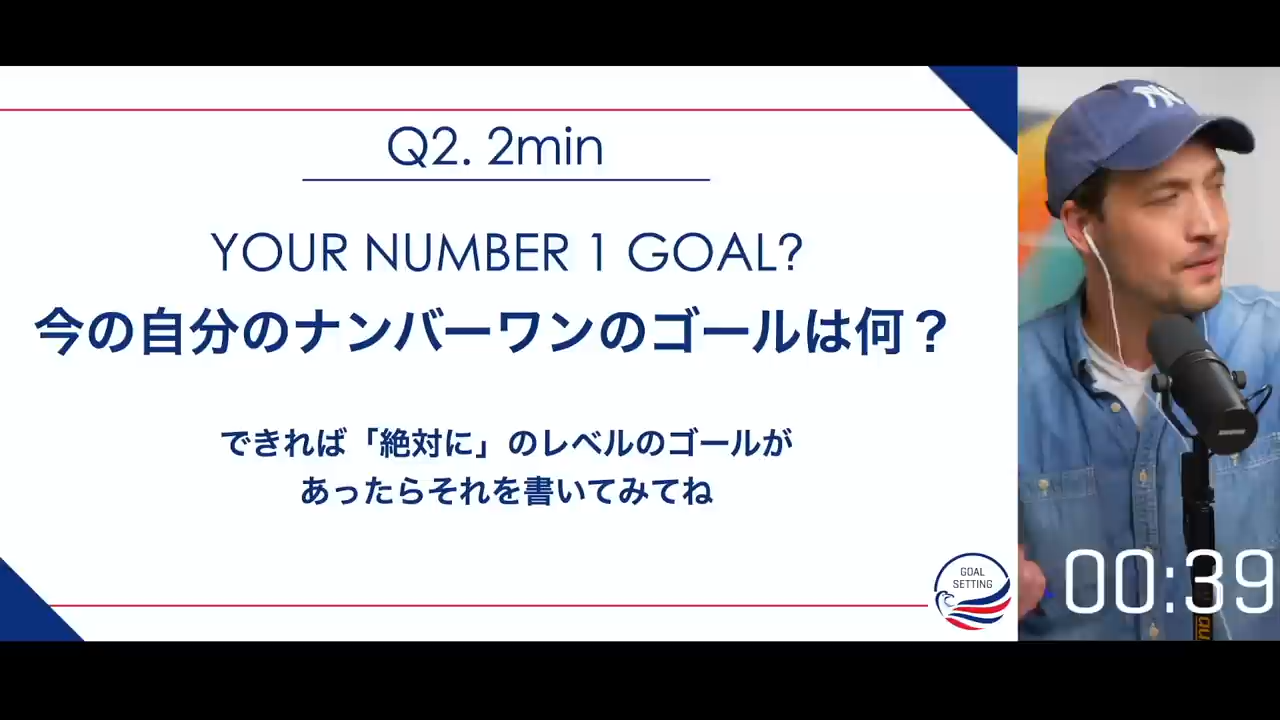 Q2. 2min
YOUR NUMBER 1 GOAL?
今の自分のナンバーワンのゴールは何？
できれば「絶対に」のレベルのゴールが
あったらそれを書いてみてね
GOAL
SETTING
NY
00:39